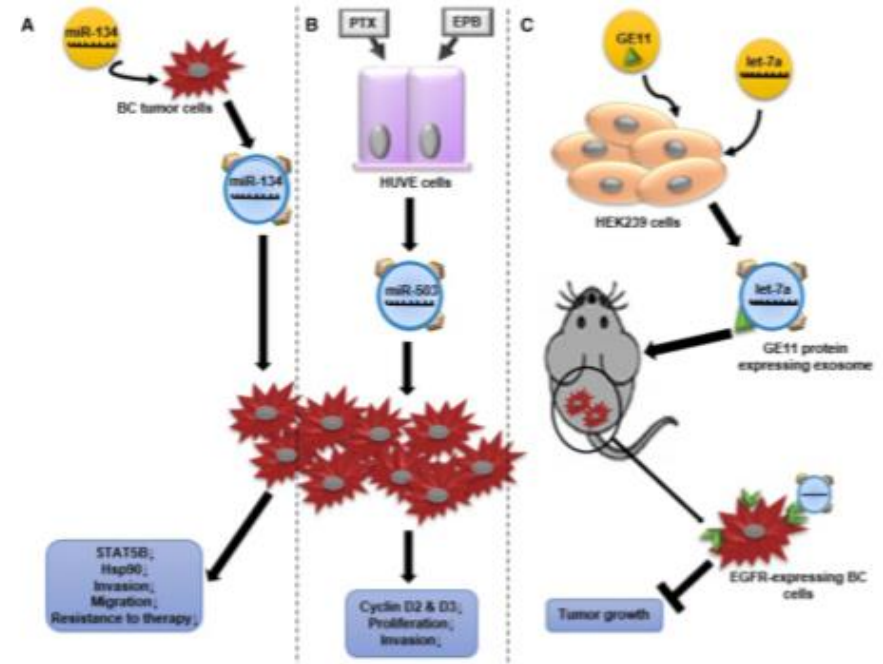 A
miR-134
BC tumor cells
miR-134
STAT5B↓
Hsp90↓
Invasion↓
Migration↓
Resistance to therapy↓
B
PTX
EPB
HUVE cells
miR-503
Cyclin D2 & D3↓
Proliferation↓
Invasion↓
C
GE11
let-7a
HEK239 cells
let-7a
GE11 protein
expressing exosome
EGFR-expressing BC
cells
Tumor growth